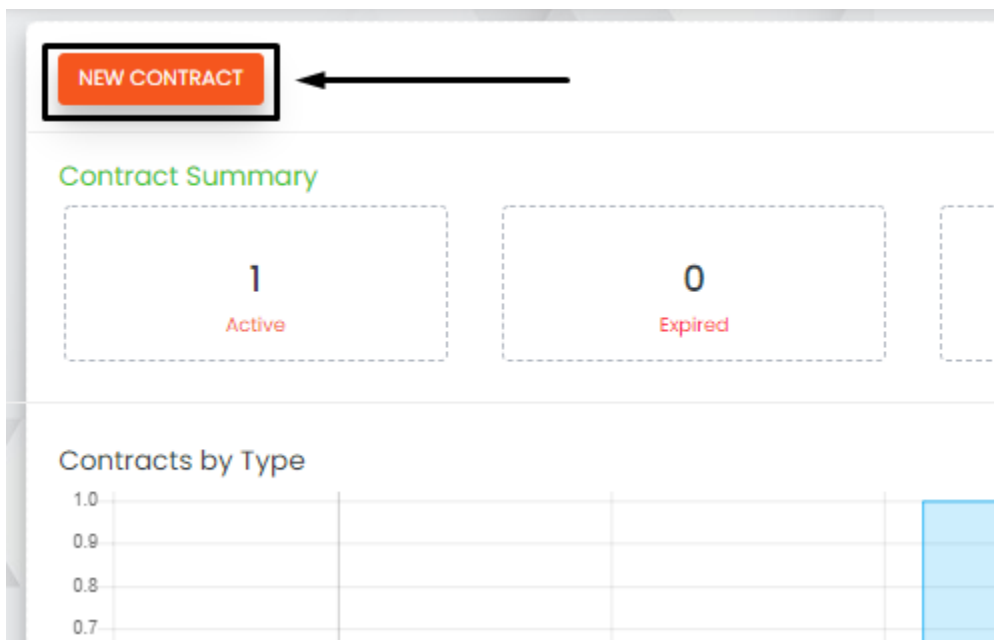 NEW CONTRACT
Contract Summary
1
Active
0
Expired
Contracts by Type
1.0
0.9
0.8
0.7